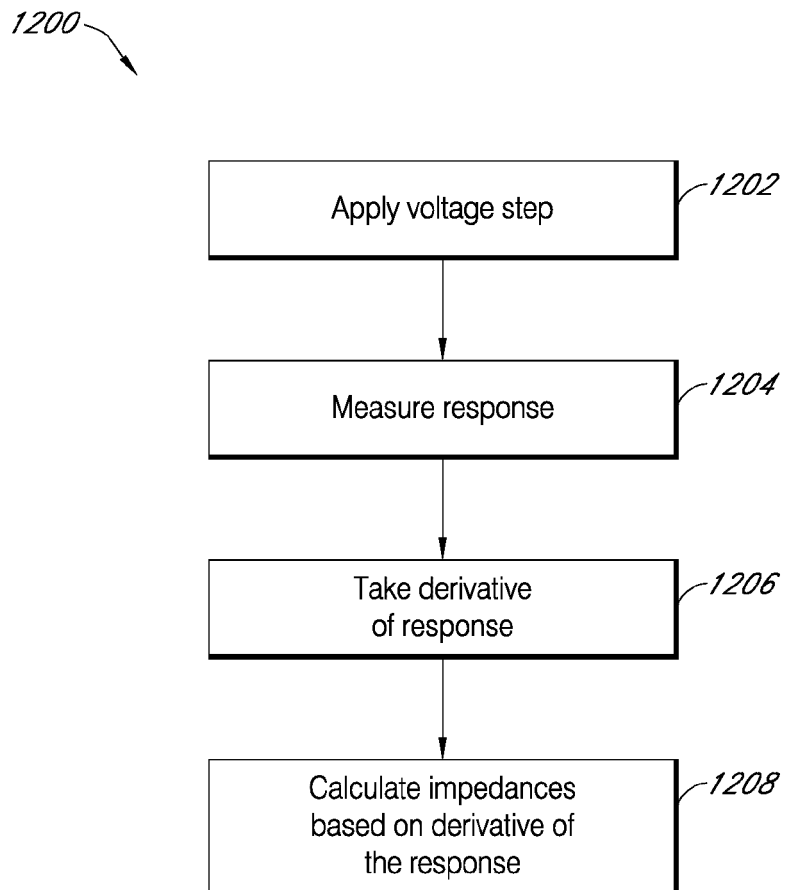 1200
Apply voltage step
1202
Measure response
1204
Take derivative
of response
1206
Calculate impedances
based on derivative of
the response
1208